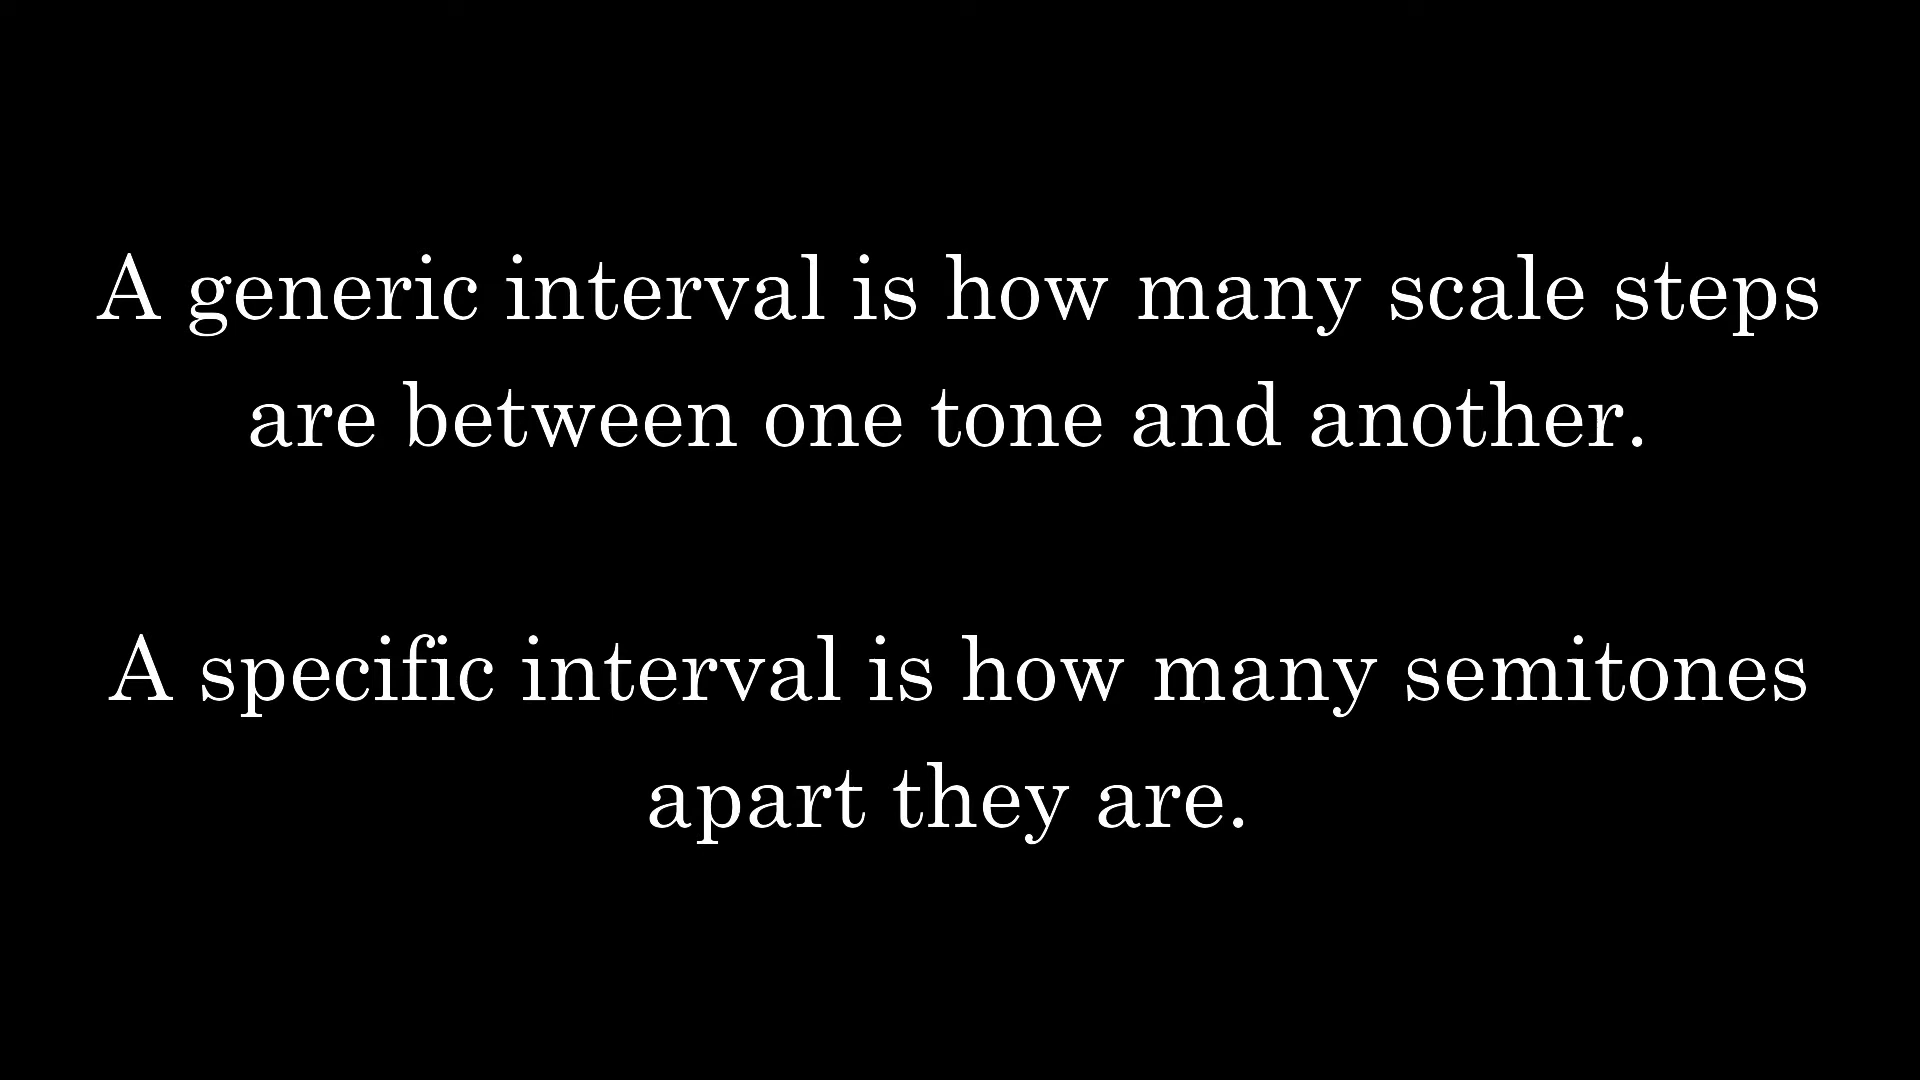 A generic interval is how many scale steps
are between one tone and another.
A specific interval is how many semitones
apart they are.